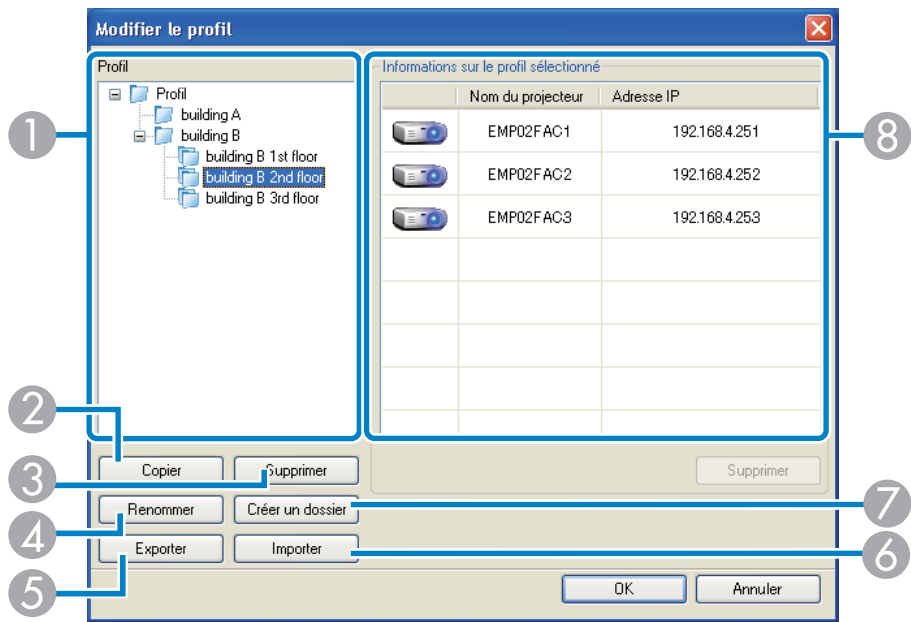 Modifier le profil
Profil
Profil
building A
building B
building B 1st floor
building B 2nd floor
building B 3rd floor
Informations sur le profil sélectionné
Nom du projecteur Adresse IP
EMP02FAC1 192.168.4.251
EMP02FAC2 192.168.4.252
EMP02FAC3 192.168.4.253
Copier Supprimer
Renommer Créer un dossier
Exporter Importer
Supprimer
OK Annuler
1
2
3
4
5
6
7
8